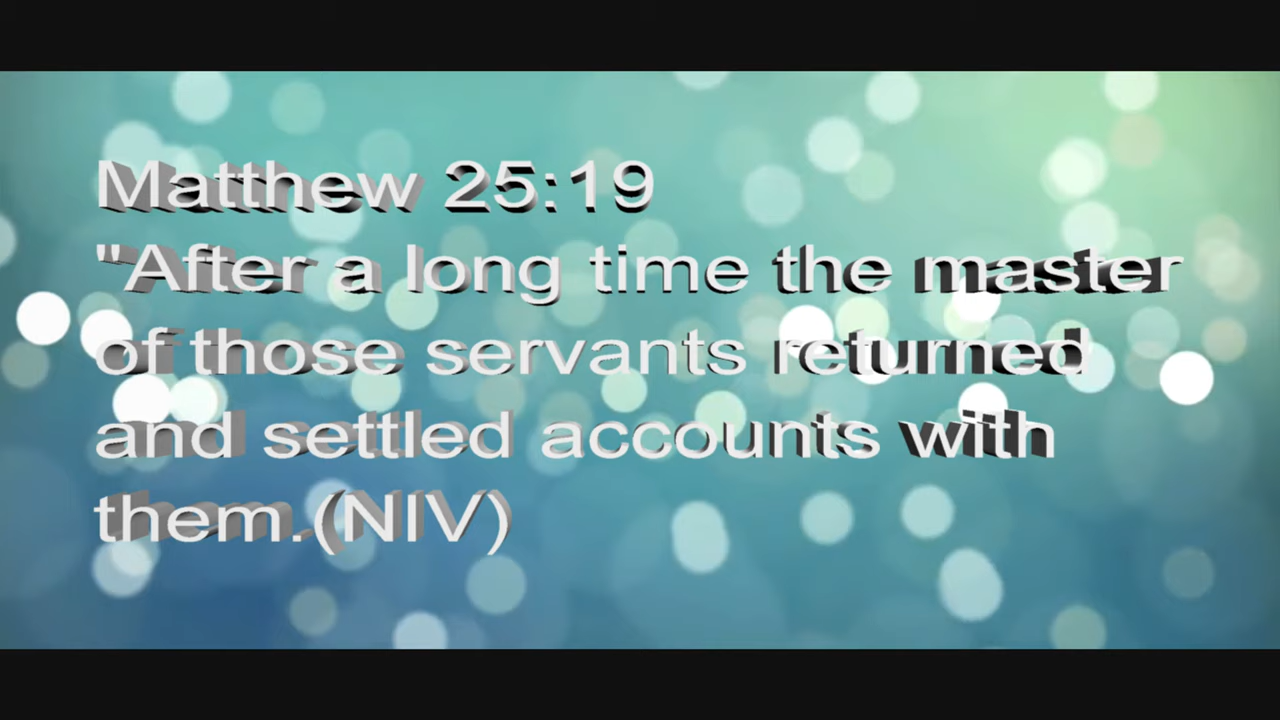 Matthew 25:19
"After a long time the master
of those servants returned
and settled accounts with
them.(NIV)